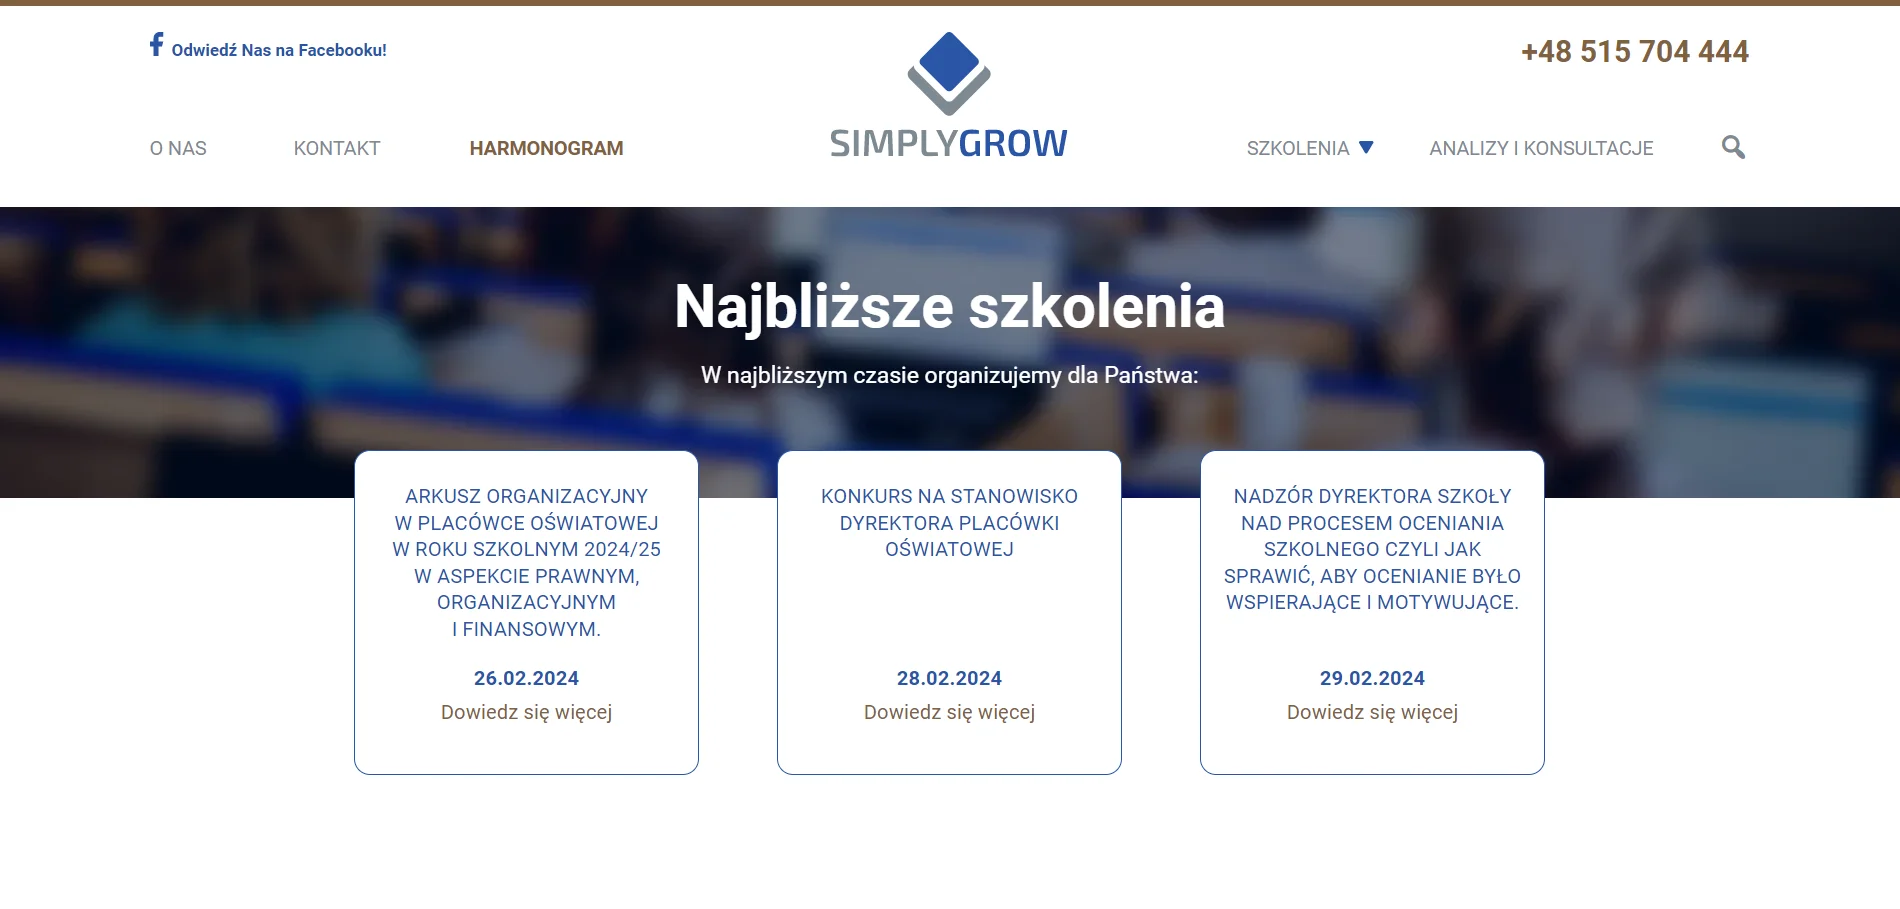 Odwiedź Nas na Facebooku!
+48 515 704 444
O NAS
KONTAKT
HARMONOGRAM
SIMPLYGROW
SZKOLENIA
ANALIZY I KONSULTACJE
Najbliższe szkolenia
W najbliższym czasie organizujemy dla Państwa:
ARKUSZ ORGANIZACYJNY
W PLACÓWCE OŚWIATOWEJ
W ROKU SZKOLNYM 2024/25
W ASPEKCIE PRAWNYM,
ORGANIZACYJNYM
I FINANSOWYM.
26.02.2024
Dowiedz się więcej
KONKURS NA STANOWISKO
DYREKTORA PLACÓWKI
OŚWIATOWEJ
28.02.2024
Dowiedz się więcej
NADZÓR DYREKTORA SZKOŁY
NAD PROCESEM OCENIANIA
SZKOLNEGO CZYLI JAK
SPRAWIĆ, ABY OCENIANIE BYŁO
WSPIERAJĄCE I MOTYWUJĄCE.
29.02.2024
Dowiedz się więcej